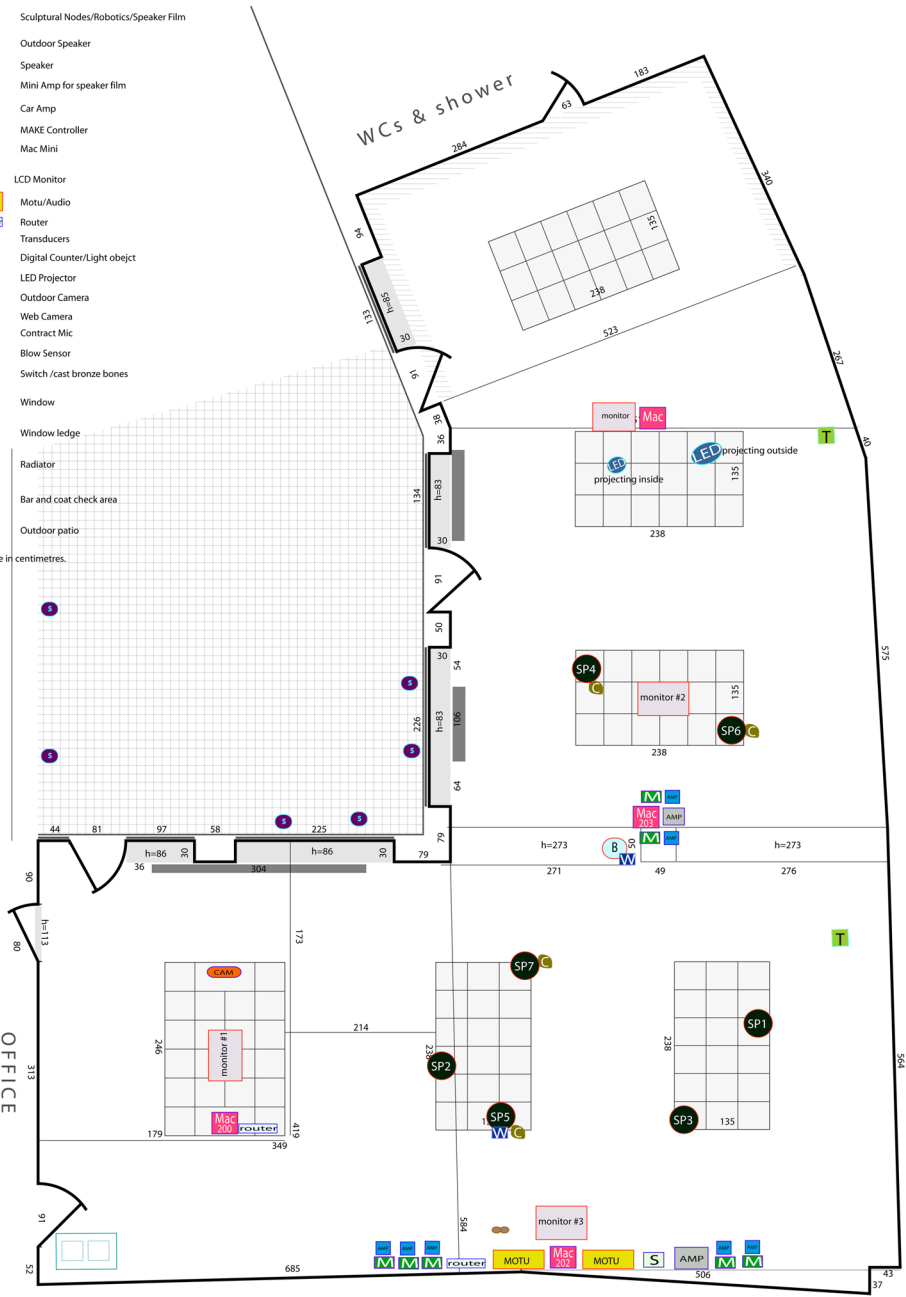 Sculptural Nodes/Robotics/Speaker Film
Outdoor Speaker
Speaker
Mini Amp for speaker film
Car Amp
MAKE Controller
Mac Mini
LCD Monitor
Motu/Audio
Router
Transducers
Digital Counter/Light obejct
LED Projector
Outdoor Camera
Web Camera
Contract Mic
Blow Sensor
Switch /cast bronze bones
Window
Window ledge
Radiator
Bar and coat check area
Outdoor patio
e in centimetres.
WCs & shower
183
63
284
340
94
135
238
h=85
133
30
523
91
267
38
36
monitor
Mac
40
T
LED
LED
projecting outside
projecting inside
135
238
134
h=83
30
91
50
30
54
S
575
SP4
C
monitor #2
135
S
SP6
C
238
226
h=83
106
S
S
64
M
AMP
Mac
203
AMP
S
S
79
M
AMP
44
81
97
58
225
h=86
30
h=86
30
79
h=273
B
W
50
h=273
271
49
276
36
304
90
h=113
80
173
T
CAM
SP7
C
SP1
214
246
monitor #1
238
SP2
238
OFFICE
313
564
Mac
200
router
SP5
W
C
SP3
135
179
419
349
91
584
monitor #3
AMP
AMP
AMP
M
M
M
router
MOTU
Mac
202
MOTU
S
AMP
AMP
AMP
M
M
52
685
506
43
37